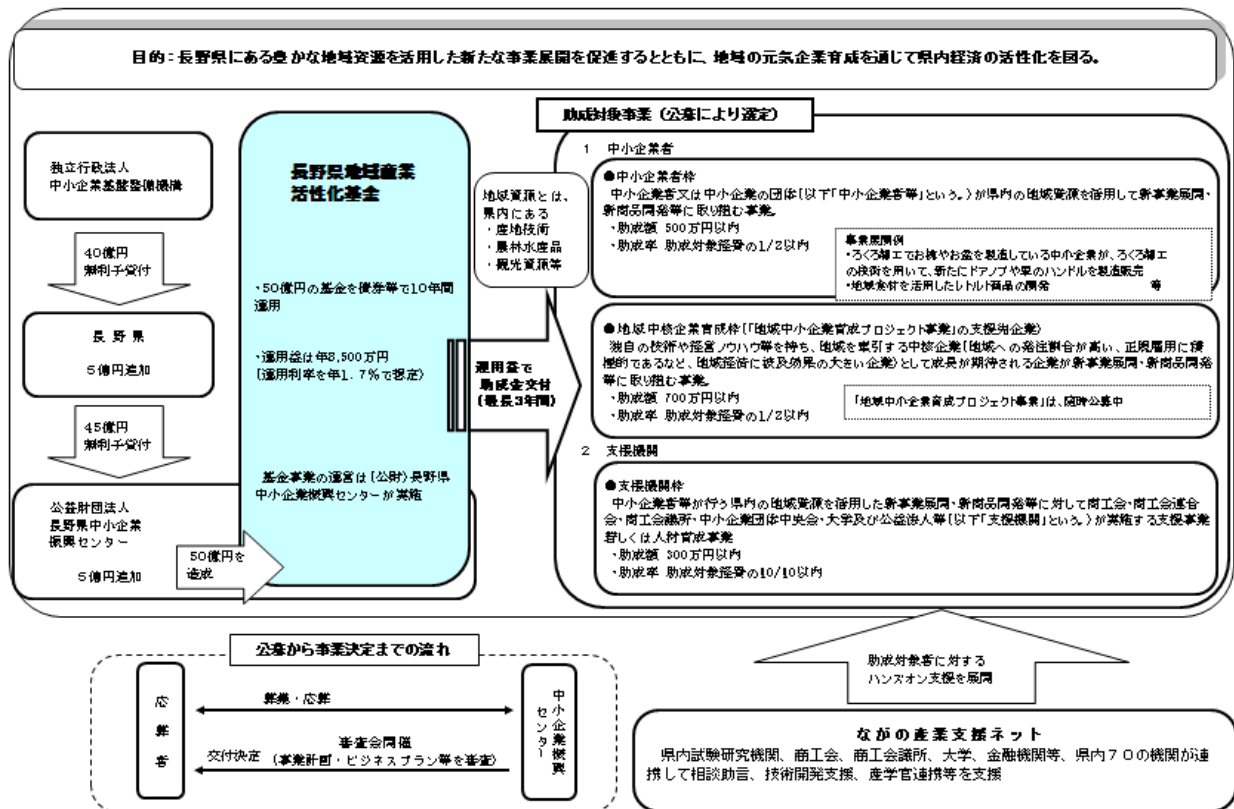 目的：長野県にある豊かな地域資源を活用した新たな事業展開を促進するとともに、地域の元気企業育成を通じて県内経済の活性化を図る。
独立行政法人
中小企業基盤整備機構
40億円
無利子貸付
長 野 県
５億円追加
45億円
無利子貸付
公益財団法人
長野県中小企業
振興センター
５億円追加
50億円を
造成
長野県地域産業
活性化基金
・50億円の基金を債券等で10年間
運用
・運用益は年8,500万円
(運用利率を年1．7％で想定)
基金事業の運営は(公財)長野県
中小企業振興センターが実施
地域資源とは、
県内にある
・産地技術
・農林水産品
・観光資源等
運用益で
助成金交付
(最長3年間)
助成対象事業（公募により選定）
１ 中小企業者
●中小企業者枠
中小企業者又は中小企業の団体(以下「中小企業者等」という。)が県内の地域資源を活用して新事業展開・
新商品開発等に取り組む事業。
・助成額 500万円以内
・助成率 助成対象経費の1/2以内
事業展開例
・ろくろ細工でお椀やお盆を製造している中小企業が、ろくろ細工
の技術を用いて、新たにドアノブや車のハンドルを製造販売
・地域食材を活用したレトルト商品の開発 等
●地域中核企業育成枠(「地域中小企業育成プロジェクト事業」の支援先企業)
独自の技術や経営ノウハウ等を持ち、地域を牽引する中核企業(地域への発注割合が高い、正規雇用に積
極的であるなど、地域経済に波及効果の大きい企業)として成長が期待される企業が新事業展開・新商品開発
等に取り組む事業。
・助成額 700万円以内
・助成率 助成対象経費の1/2以内
「地域中小企業育成プロジェクト事業」は、随時公募中
２ 支援機関
●支援機関枠
中小企業者等が行う県内の地域資源を活用した新事業展開・新商品開発等に対して商工会・商工会連合
会・商工会議所・中小企業団体中央会・大学及び公益法人等(以下「支援機関」という。)が実施する支援事業
若しくは人材育成事業
・助成額 300万円以内
・助成率 助成対象経費の10/10以内
公募から事業決定までの流れ
応募者
募集・応募
審査会開催
交付決定 (事業計画・ビジネスプラン等を審査)
中小企業振興
センター
助成対象者に対する
ハンズオン支援を展開
ながの産業支援ネット
県内試験研究機関、商工会、商工会議所、大学、金融機関等、県内７０の機関が連
携して相談助言、技術開発支援、産学官連携等を支援